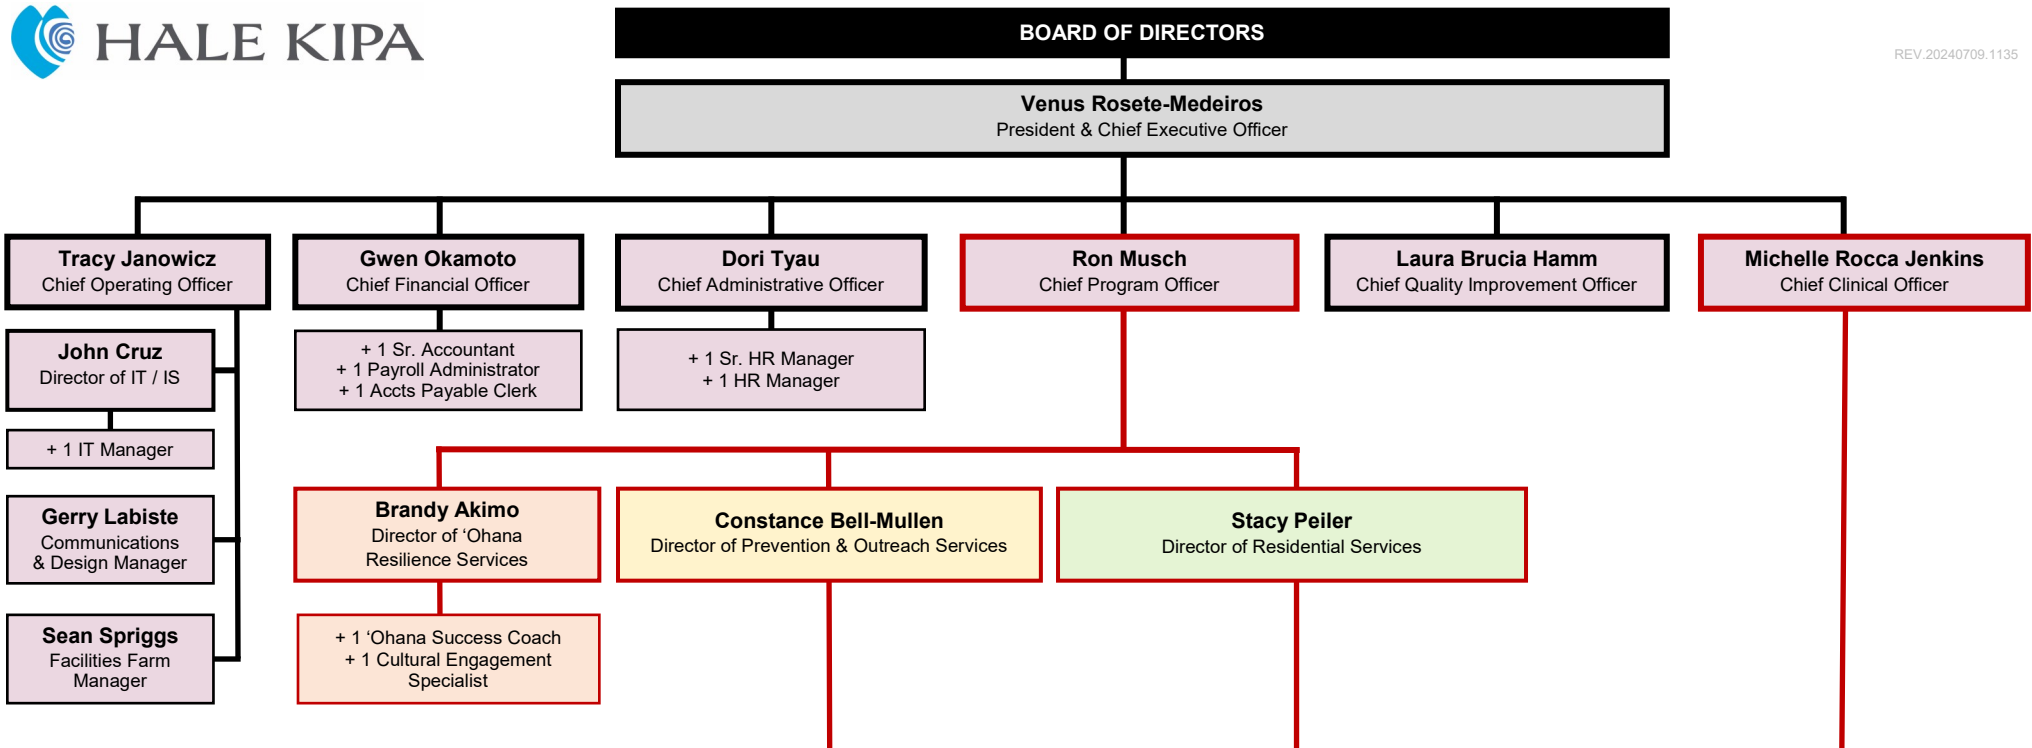 HALE KIPA
BOARD OF DIRECTORS
REV.20240709.1135
Venus Rosete-Medeiros
President & Chief Executive Officer
Tracy Janowicz
Chief Operating Officer
Gwen Okamoto
Chief Financial Officer
Dori Tyau
Chief Administrative Officer
Ron Musch
Chief Program Officer
Laura Brucia Hamm
Chief Quality Improvement Officer
Michelle Rocca Jenkins
Chief Clinical Officer
John Cruz
Director of IT / IS
+ 1 Sr. Accountant
+ 1 Payroll Administrator
+ 1 Accts Payable Clerk
+ 1 Sr. HR Manager
+ 1 HR Manager
+ 1 IT Manager
Gerry Labiste
Communications
& Design Manager
Brandy Akimo
Director of ‘Ohana
Resilience Services
Constance Bell-Mullen
Director of Prevention & Outreach Services
Stacy Peiler
Director of Residential Services
Sean Spriggs
Facilities Farm
Manager
+ 1 ‘Ohana Success Coach
+ 1 Cultural Engagement
Specialist